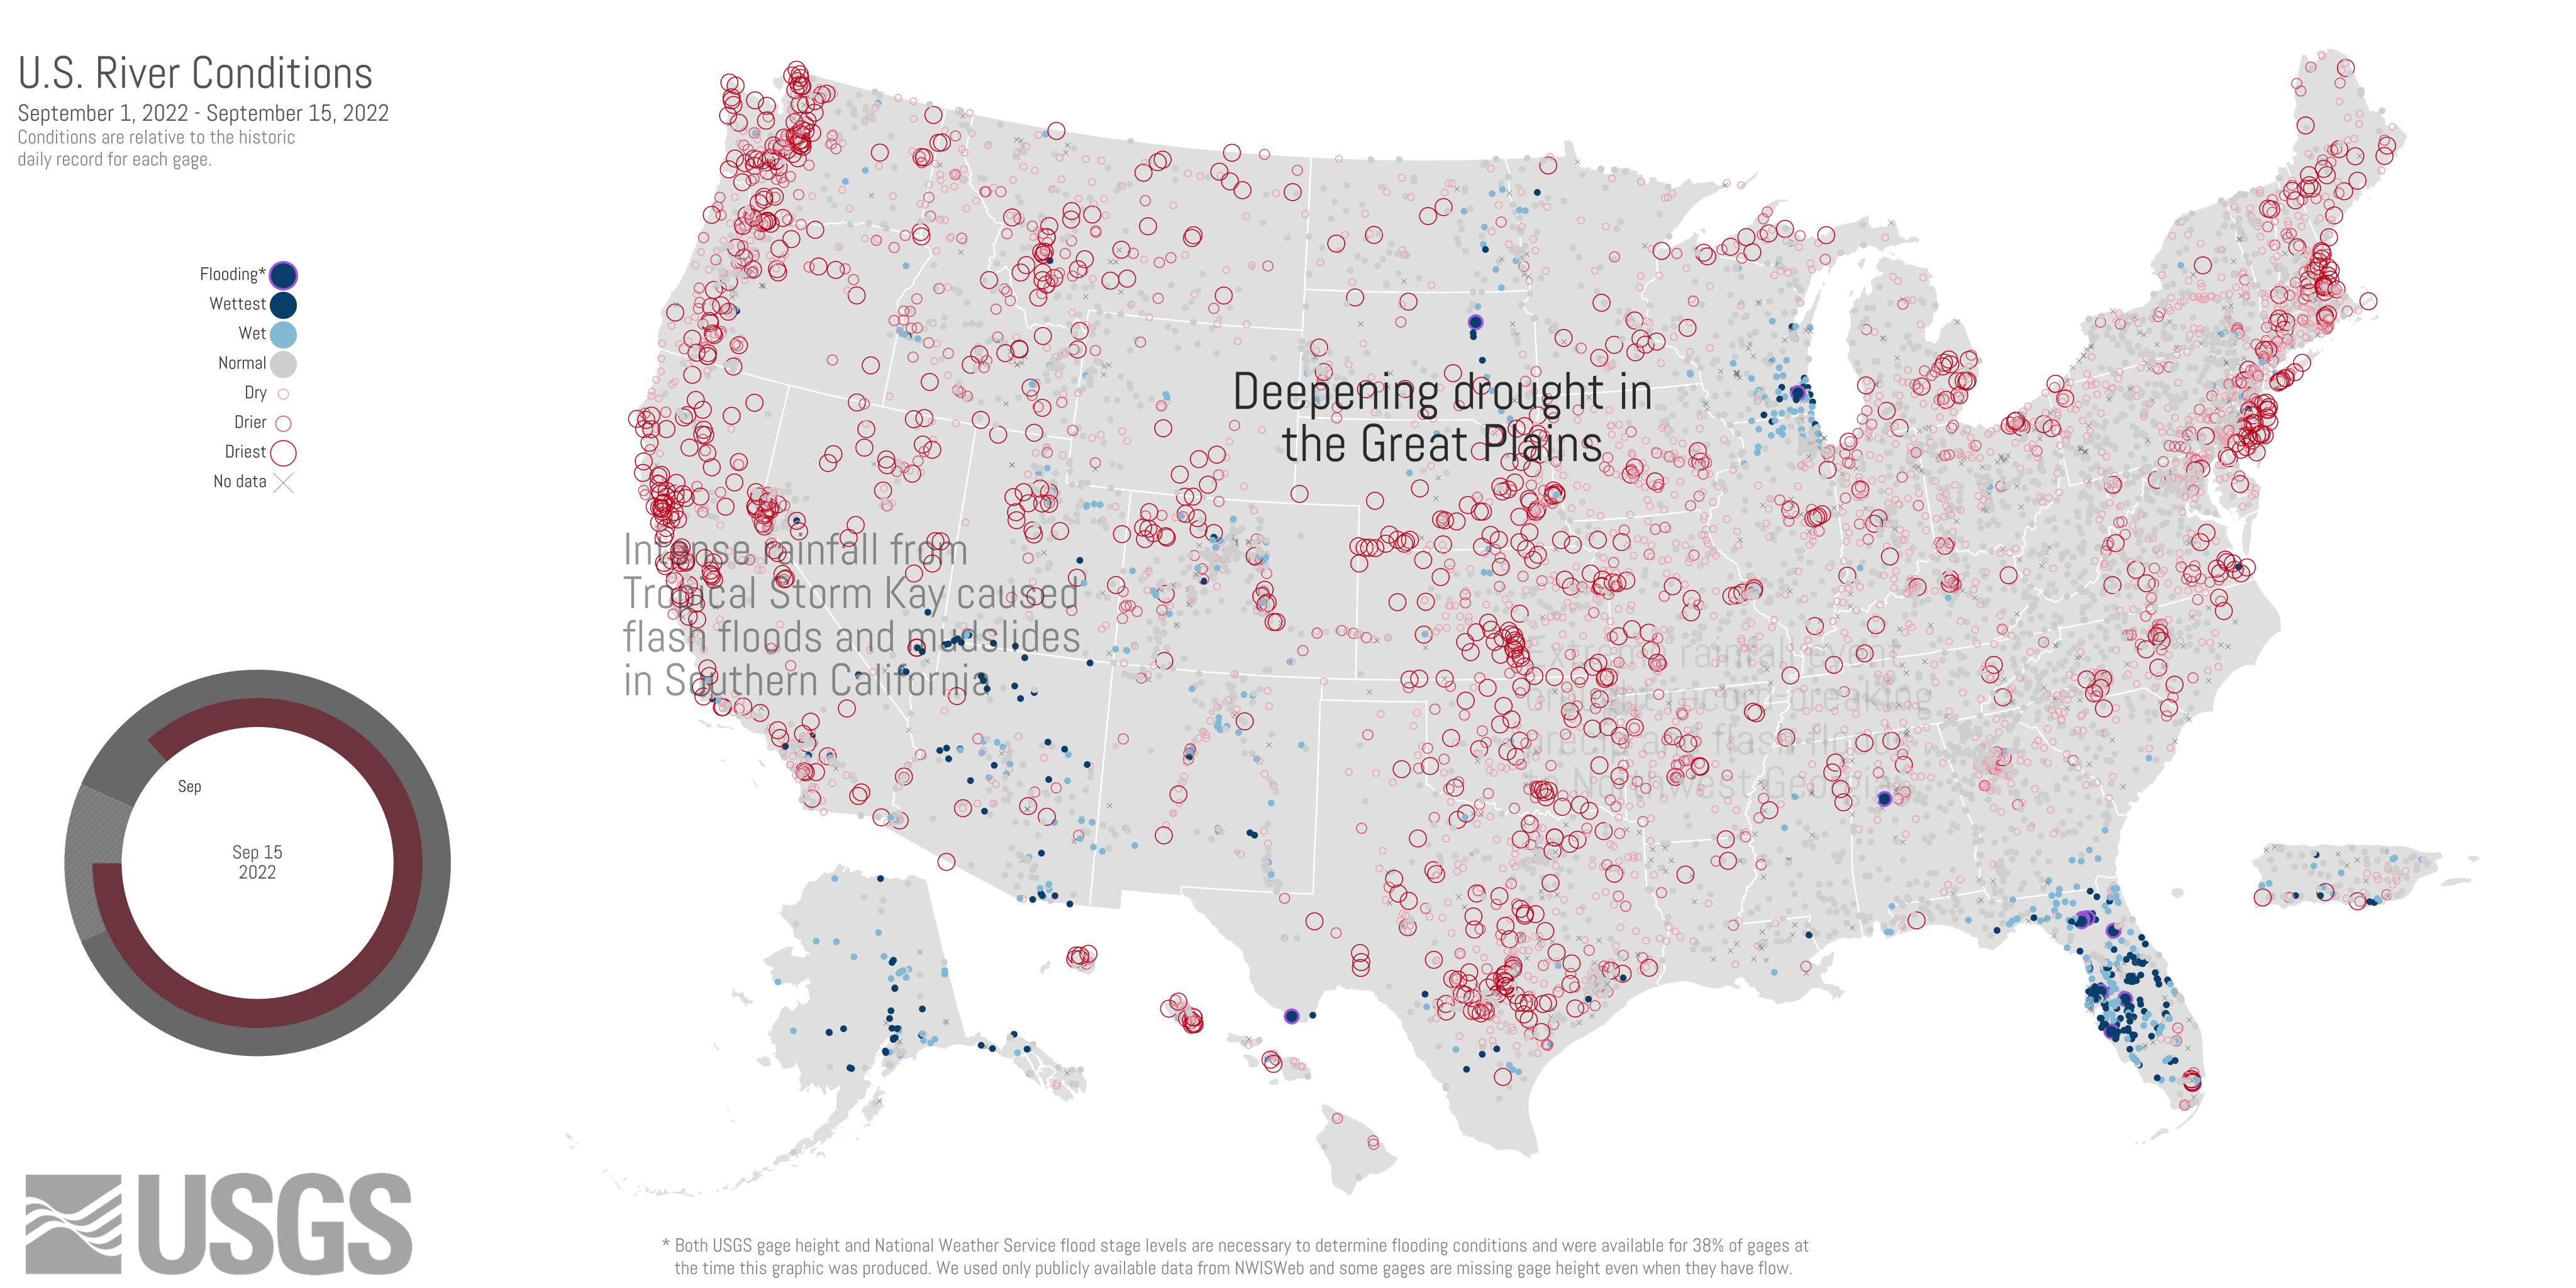 U.S. River Conditions
September 1, 2022 - September 15, 2022
Conditions are relative to the historic
daily record for each gage.
Flooding*
Wettest
Wet
Normal
Dry
Drier
Driest
No data
Deepening drought in
the Great Plains
Intense rainfall from
Tropical Storm Kay caused
flash floods and mudslides
in Southern California
Extreme rainfall event
brought record breaking
precip and flash floods
to Northwest Georgia
Sep
Sep 15
2022
USGS
* Both USGS gage height and National Weather Service flood stage levels are necessary to determine flooding conditions and were available for 38% of gages at
the time this graphic was produced. We used only publicly available data from NWISWeb and some gages are missing gage height even when they have flow.